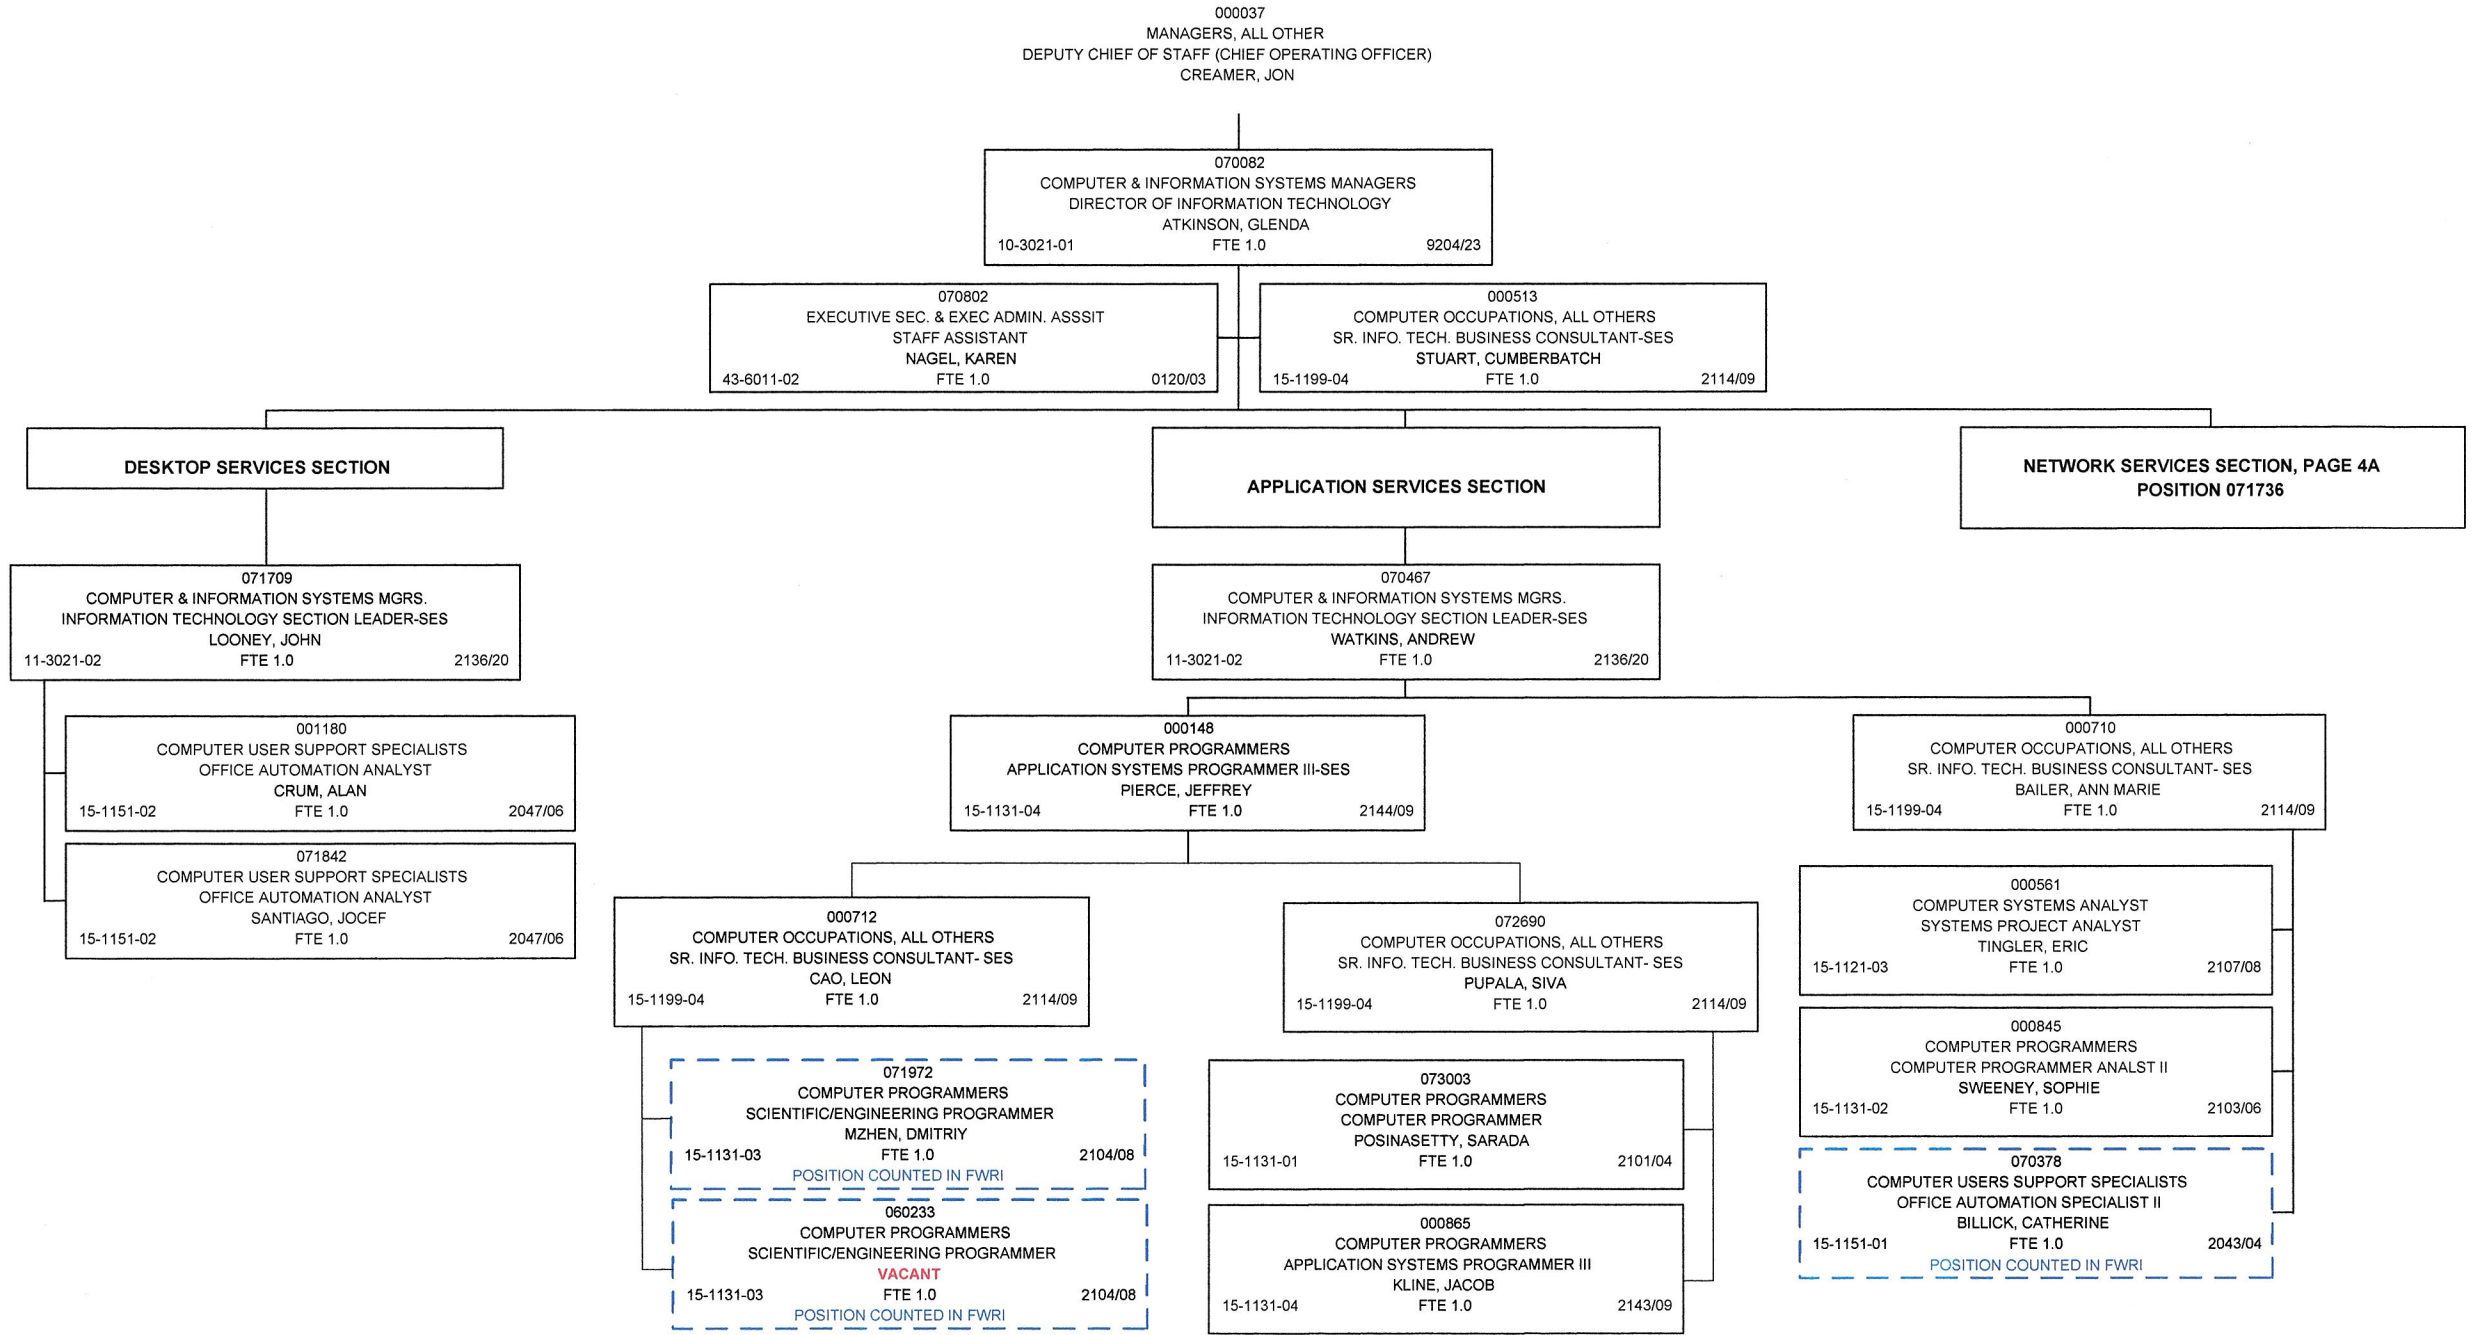 000037
MANAGERS, ALL OTHER
DEPUTY CHIEF OF STAFF (CHIEF OPERATING OFFICER)
CREAMER, JON
070082
COMPUTER & INFORMATION SYSTEMS MANAGERS
DIRECTOR OF INFORMATION TECHNOLOGY
ATKINSON, GLENDA
10-3021-01 FTE 1.0 9204/23
070802
EXECUTIVE SEC. & EXEC ADMIN. ASSSIT
STAFF ASSISTANT
NAGEL, KAREN
43-6011-02 FTE 1.0 0120/03
000513
COMPUTER OCCUPATIONS, ALL OTHERS
SR. INFO. TECH. BUSINESS CONSULTANT-SES
STUART, CUMBERBATCH
15-1199-04 FTE 1.0 2114/09
DESKTOP SERVICES SECTION
APPLICATION SERVICES SECTION
NETWORK SERVICES SECTION, PAGE 4A
POSITION 071736
071709
COMPUTER & INFORMATION SYSTEMS MGRS.
INFORMATION TECHNOLOGY SECTION LEADER-SES
LOONEY, JOHN
11-3021-02 FTE 1.0 2136/20
070467
COMPUTER & INFORMATION SYSTEMS MGRS.
INFORMATION TECHNOLOGY SECTION LEADER-SES
WATKINS, ANDREW
11-3021-02 FTE 1.0 2136/20
001180
COMPUTER USER SUPPORT SPECIALISTS
OFFICE AUTOMATION ANALYST
CRUM, ALAN
15-1151-02 FTE 1.0 2047/06
071842
COMPUTER USER SUPPORT SPECIALISTS
OFFICE AUTOMATION ANALYST
SANTIAGO, JOCEF
15-1151-02 FTE 1.0 2047/06
000148
COMPUTER PROGRAMMERS
APPLICATION SYSTEMS PROGRAMMER III-SES
PIERCE, JEFFREY
15-1131-04 FTE 1.0 2144/09
000710
COMPUTER OCCUPATIONS, ALL OTHERS
SR. INFO. TECH. BUSINESS CONSULTANT- SES
BAILER, ANN MARIE
15-1199-04 FTE 1.0 2114/09
000712
COMPUTER OCCUPATIONS, ALL OTHERS
SR. INFO. TECH. BUSINESS CONSULTANT- SES
CAO, LEON
15-1199-04 FTE 1.0 2114/09
072690
COMPUTER OCCUPATIONS, ALL OTHERS
SR. INFO. TECH. BUSINESS CONSULTANT- SES
PUPALA, SIVA
15-1199-04 FTE 1.0 2114/09
000561
COMPUTER SYSTEMS ANALYST
SYSTEMS PROJECT ANALYST
TINGLER, ERIC
15-1121-03 FTE 1.0 2107/08
000845
COMPUTER PROGRAMMERS
COMPUTER PROGRAMMER ANALST II
SWEENEY, SOPHIE
15-1131-02 FTE 1.0 2103/06
071972
COMPUTER PROGRAMMERS
SCIENTIFIC/ENGINEERING PROGRAMMER
MZHEN, DMITRIY
15-1131-03 FTE 1.0 2104/08
POSITION COUNTED IN FWRI
060233
COMPUTER PROGRAMMERS
SCIENTIFIC/ENGINEERING PROGRAMMER
VACANT
15-1131-03 FTE 1.0 2104/08
POSITION COUNTED IN FWRI
073003
COMPUTER PROGRAMMERS
COMPUTER PROGRAMMER
POSINASETTY, SARADA
15-1131-01 FTE 1.0 2101/04
000865
COMPUTER PROGRAMMERS
APPLICATION SYSTEMS PROGRAMMER III
KLINE, JACOB
15-1131-04 FTE 1.0 2143/09
070378
COMPUTER USERS SUPPORT SPECIALISTS
OFFICE AUTOMATION SPECIALIST II
BILLICK, CATHERINE
15-1151-01 FTE 1.0 2043/04
POSITION COUNTED IN FWRI